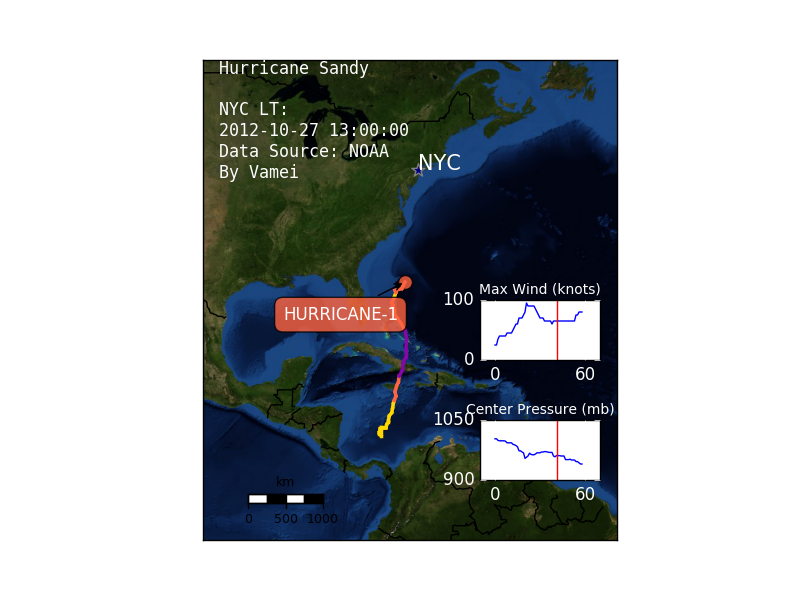 Hurricane Sandy
NYC LT:
2012-10-27 13:00:00
Data Source: NOAA
By Vamei
NYC
HURRICANE-1
Max Wind (knots)
100
0
0 60
Center Pressure (mb)
1050
900
0 60
km
0 500 1000